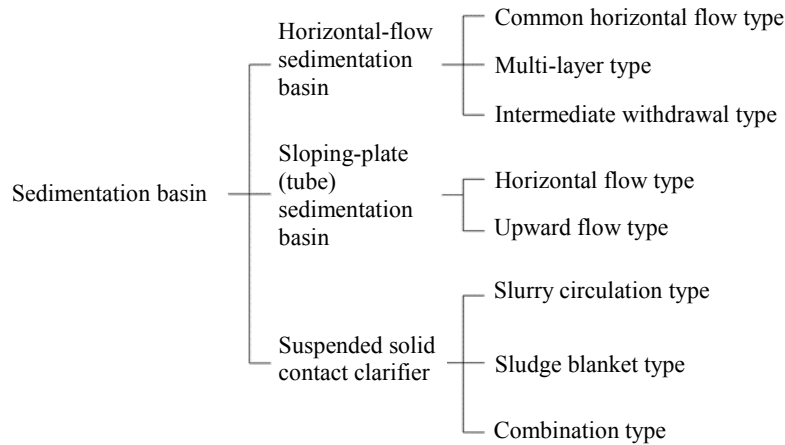 Sedimentation basin
Horizontal-flow
sedimentation
basin
Common horizontal flow type
Multi-layer type
Intermediate withdrawal type
Sloping-plate
(tube)
sedimentation
basin
Horizontal flow type
Upward flow type
Suspended solid
contact clarifier
Slurry circulation type
Sludge blanket type
Combination type